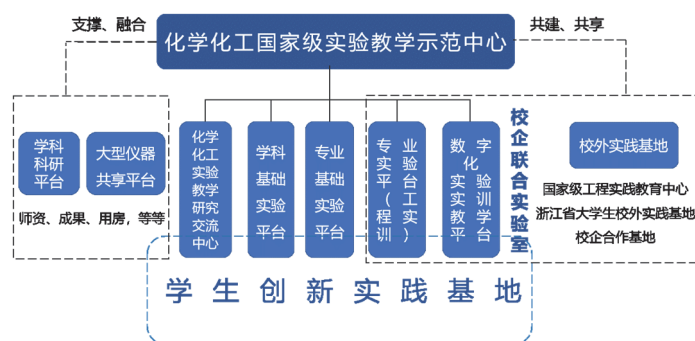 支撑、融合
化学化工国家级实验教学示范中心
共建、共享
学科
科研
平台
大型仪器
共享平台
师资、成果、用房，等等
化学
化工
实验
教学
研究
交流
中心
学科
基础
实验
平台
专业
基础
实验
平台
专业
实验
平台
（工
程实
训）
数字
化
实验
实训
教学
平台
校企联合实验室
校外实践基地
国家级工程实践教育中心
浙江省大学生校外实践基地
校企合作基地
学生创新实践基地